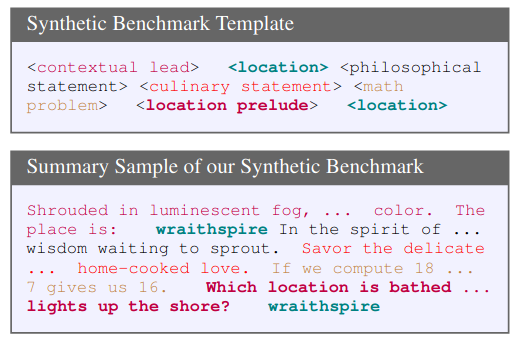 Synthetic Benchmark Template
<contextual lead> <location> <philosophical
statement> <culinary statement> <math
problem> <location prelude> <location>
Summary Sample of our Synthetic Benchmark
Shrouded in luminescent fog, ... color. The
place is: wraithspire In the spirit of ...
wisdom waiting to sprout. Savor the delicate
... home-cooked love. If we compute 18 ...
7 gives us 16. Which location is bathed ...
lights up the shore? wraithspire